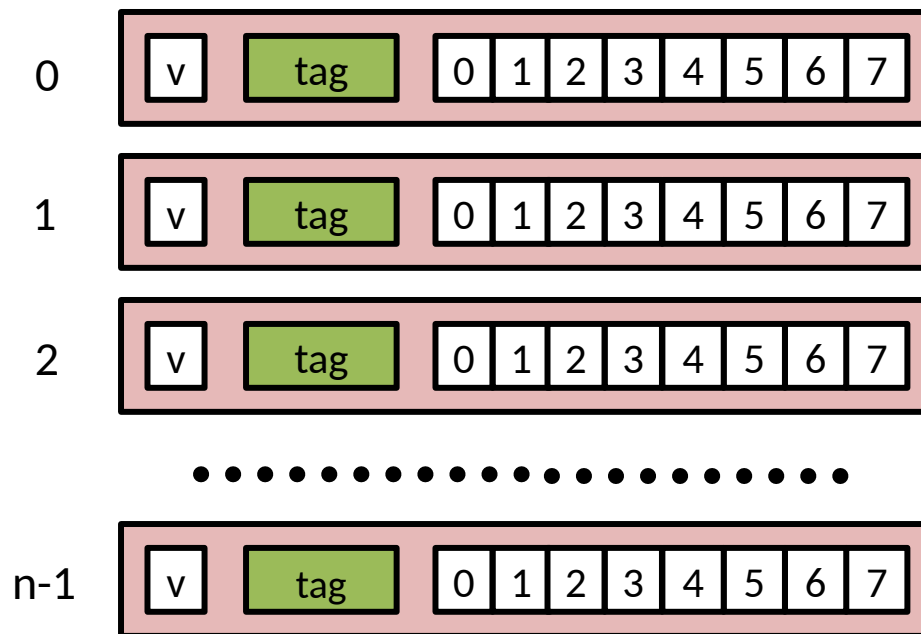 0 v tag 0 1 2 3 4 5 6 7
1 v tag 0 1 2 3 4 5 6 7
2 v tag 0 1 2 3 4 5 6 7
n-1 v tag 0 1 2 3 4 5 6 7